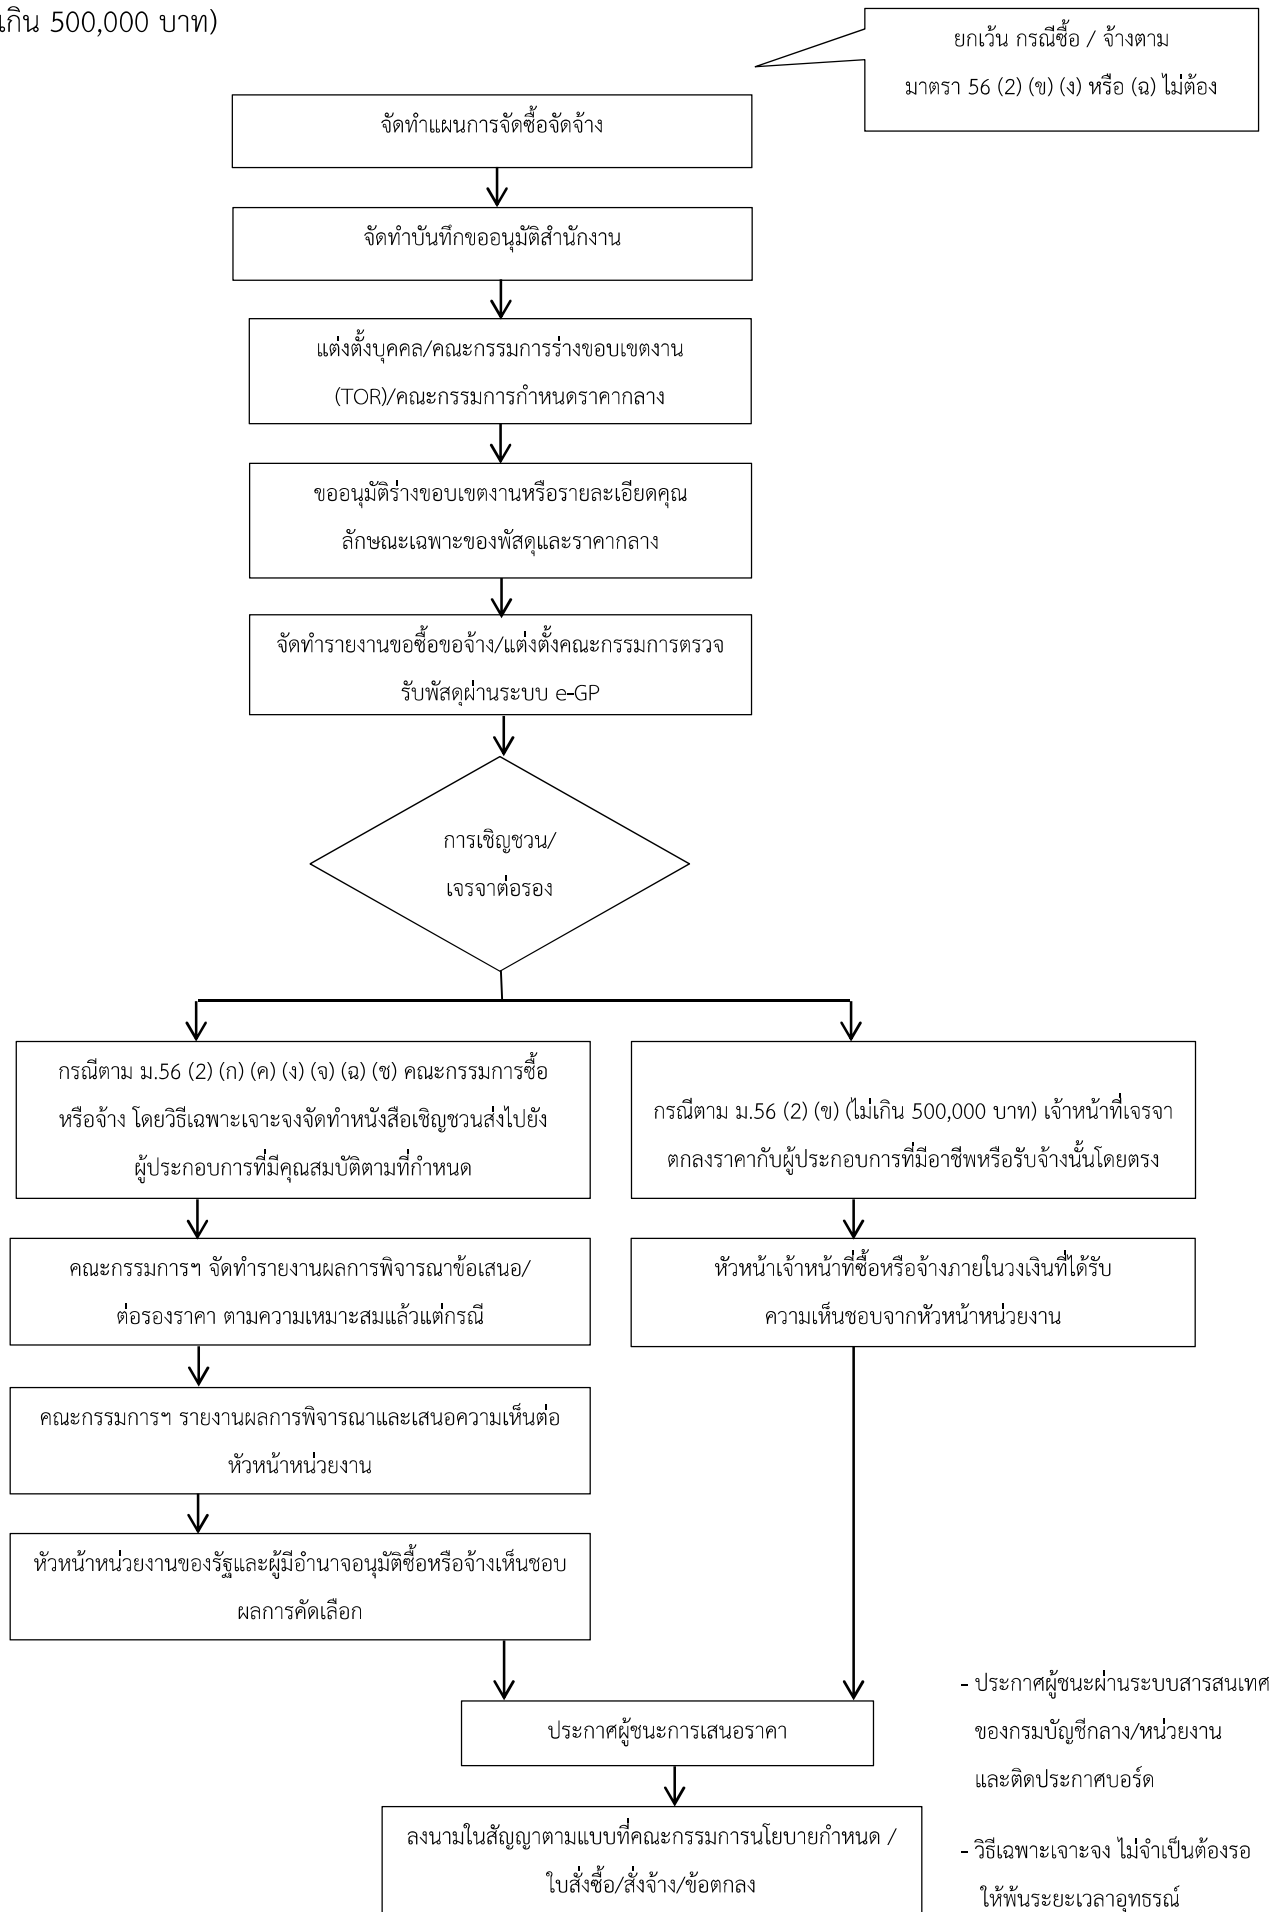 เกิน 500,000 บาท)
ยกเว้น กรณีซื้อ / จ้างตาม
มาตรา 56 (2) (ข) (ง) หรือ (ฉ) ไม่ต้อง
จัดทำแผนการจัดซื้อจัดจ้าง
จัดทำบันทึกขออนุมัติสำนักงาน
แต่งตั้งบุคคล/คณะกรรมการร่างขอบเขตงาน
(TOR)/คณะกรรมการกำหนดราคากลาง
ขออนุมัติร่างขอบเขตงานหรือรายละเอียดคุณ
ลักษณะเฉพาะของพัสดุและราคากลาง
จัดทำรายงานขอซื้อขอจ้าง/แต่งตั้งคณะกรรมการตรวจ
รับพัสดุผ่านระบบ e-GP
การเชิญชวน/
เจรจาต่อรอง
กรณีตาม ม.56 (2) (ก) (ค) (ง) (จ) (ฉ) (ช) คณะกรรมการซื้อ
หรือจ้าง โดยวิธีเฉพาะเจาะจงจัดทำหนังสือเชิญชวนส่งไปยัง
ผู้ประกอบการที่มีคุณสมบัติตามที่กำหนด
กรณีตาม ม.56 (2) (ข) (ไม่เกิน 500,000 บาท) เจ้าหน้าที่เจรจา
ตกลงราคากับผู้ประกอบการที่มีอาชีพหรือรับจ้างนั้นโดยตรง
คณะกรรมการฯ จัดทำรายงานผลการพิจารณาข้อเสนอ/
ต่อรองราคา ตามความเหมาะสมแล้วแต่กรณี
หัวหน้าเจ้าหน้าที่ซื้อหรือจ้างภายในวงเงินที่ได้รับ
ความเห็นชอบจากหัวหน้าหน่วยงาน
คณะกรรมการฯ รายงานผลการพิจารณาและเสนอความเห็นต่อ
หัวหน้าหน่วยงาน
หัวหน้าหน่วยงานของรัฐและผู้มีอำนาจอนุมัติซื้อหรือจ้างเห็นชอบ
ผลการคัดเลือก
ประกาศผู้ชนะการเสนอราคา
- ประกาศผู้ชนะผ่านระบบสารสนเทศ
ของกรมบัญชีกลาง/หน่วยงาน
และติดประกาศบอร์ด
ลงนามในสัญญาตามแบบที่คณะกรรมการนโยบายกำหนด /
ใบสั่งซื้อ/สั่งจ้าง/ข้อตกลง
- วิธีเฉพาะเจาะจง ไม่จำเป็นต้องรอ
ให้พ้นระยะเวลาอุทธรณ์